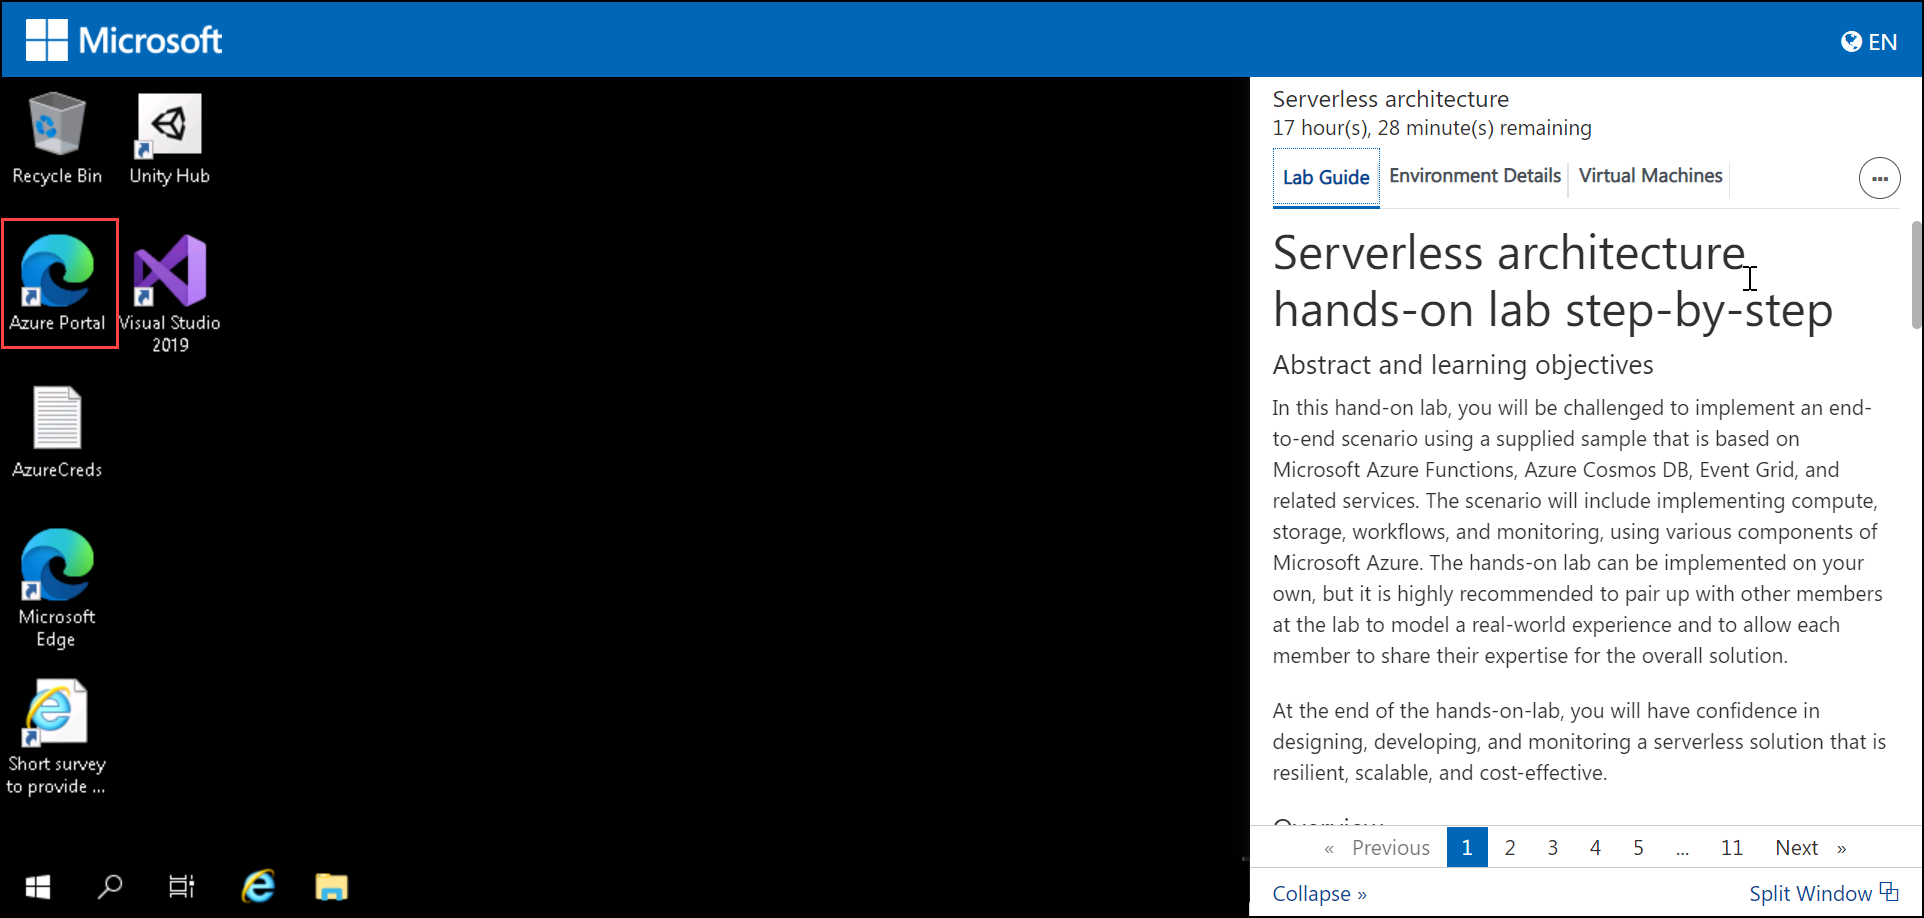 Microsoft
EN
Recycle Bin
Unity Hub
Azure Portal
Visual Studio
2019
AzureCreds
Microsoft
Edge
Short survey
to provide ...
Serverless architecture
17 hour(s), 28 minute(s) remaining
Lab Guide
Environment Details
Virtual Machines
Serverless architecture
hands-on lab step-by-step
Abstract and learning objectives
In this hand-on lab, you will be challenged to implement an end-
to-end scenario using a supplied sample that is based on
Microsoft Azure Functions, Azure Cosmos DB, Event Grid, and
related services. The scenario will include implementing compute,
storage, workflows, and monitoring, using various components of
Microsoft Azure. The hands-on lab can be implemented on your
own, but it is highly recommended to pair up with other members
at the lab to model a real-world experience and to allow each
member to share their expertise for the overall solution.
At the end of the hands-on-lab, you will have confidence in
designing, developing, and monitoring a serverless solution that is
resilient, scalable, and cost-effective.
Overview
« Previous 1 2 3 4 5 ... 11 Next »
Collapse »
Split Window